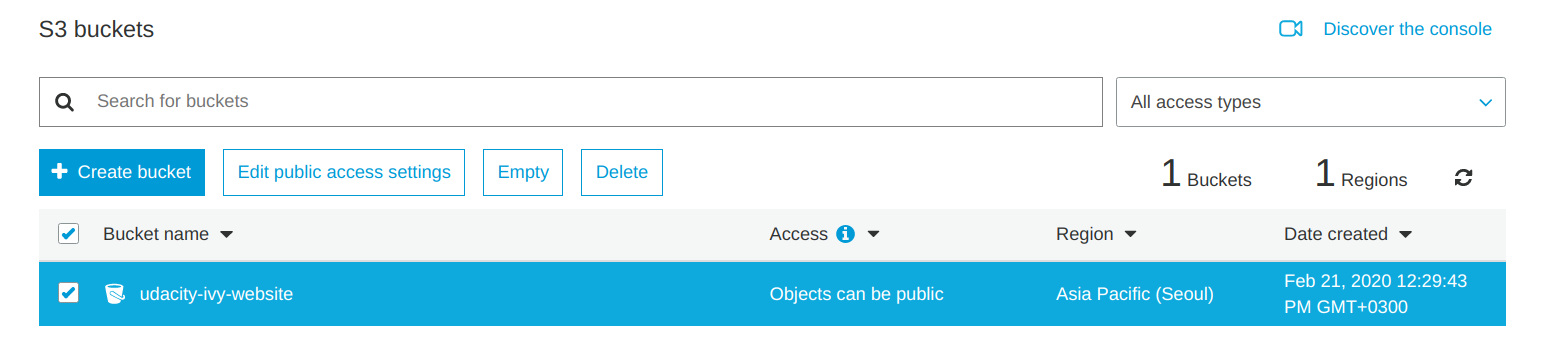 S3 buckets
Discover the console
Search for buckets
All access types
Create bucket
Edit public access settings
Empty
Delete
1 Buckets
1 Regions
Bucket name
Access
Region
Date created
udacity-ivy-website
Objects can be public
Asia Pacific (Seoul)
Feb 21, 2020 12:29:43
PM GMT+0300